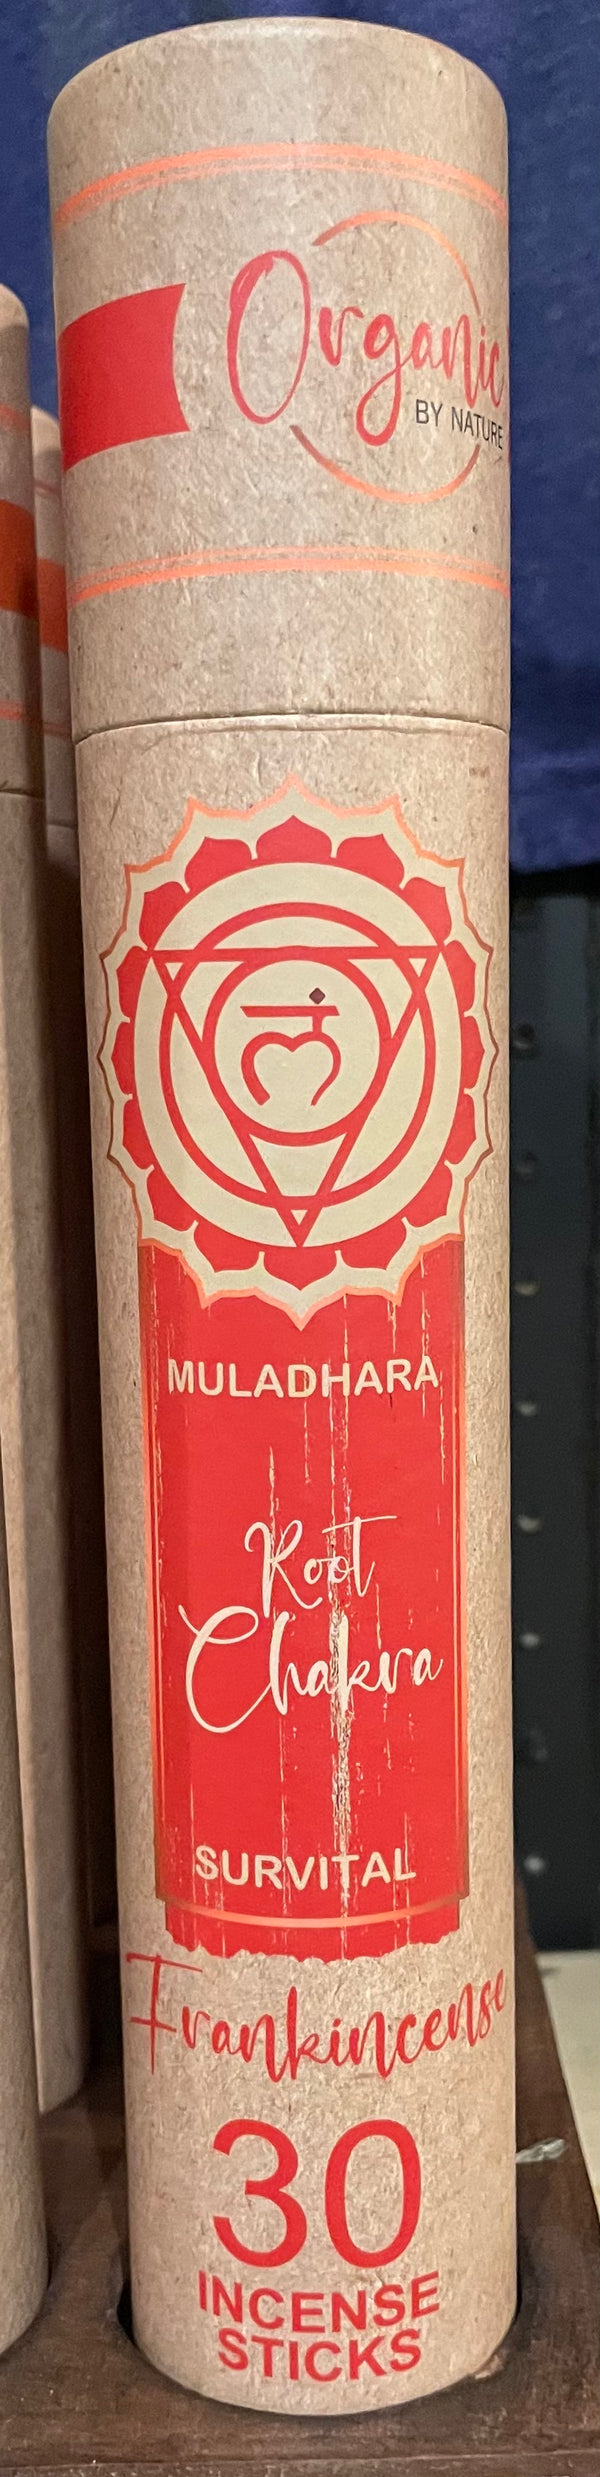 Organic
BY NATURE
लं
MULADHARA
Root
Chakra
SURVITAL
Frankincense
30
INCENSE
STICKS